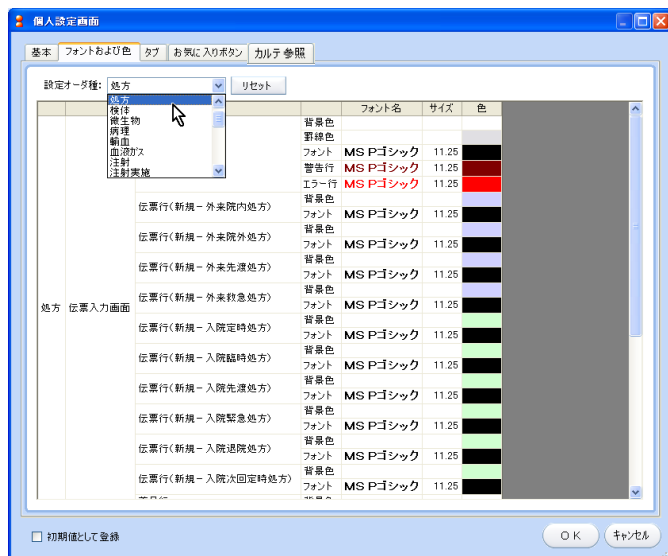 個人設定画面
基本 フォントおよび色 タブ お気に入りボタン カルテ参照
設定オーダ種: 処方 リセット
処方
検体
微生物
病理
輸血
血液ガス
注射
注射実施
フォント名 サイズ 色
背景色
罫線色
フォント MS Pゴシック 11.25
警告行 MS Pゴシック 11.25
エラー行 MS Pゴシック 11.25
処方 伝票入力画面
伝票行(新規－外来院内処方) 背景色
フォント MS Pゴシック 11.25
伝票行(新規－外来院外処方) 背景色
フォント MS Pゴシック 11.25
伝票行(新規－外来先渡処方) 背景色
フォント MS Pゴシック 11.25
伝票行(新規－外来救急処方) 背景色
フォント MS Pゴシック 11.25
伝票行(新規－入院定時処方) 背景色
フォント MS Pゴシック 11.25
伝票行(新規－入院臨時処方) 背景色
フォント MS Pゴシック 11.25
伝票行(新規－入院先渡処方) 背景色
フォント MS Pゴシック 11.25
伝票行(新規－入院緊急処方) 背景色
フォント MS Pゴシック 11.25
伝票行(新規－入院退院処方) 背景色
フォント MS Pゴシック 11.25
伝票行(新規－入院次回定時処方) 背景色
フォント MS Pゴシック 11.25
初期値として登録 OK キャンセル